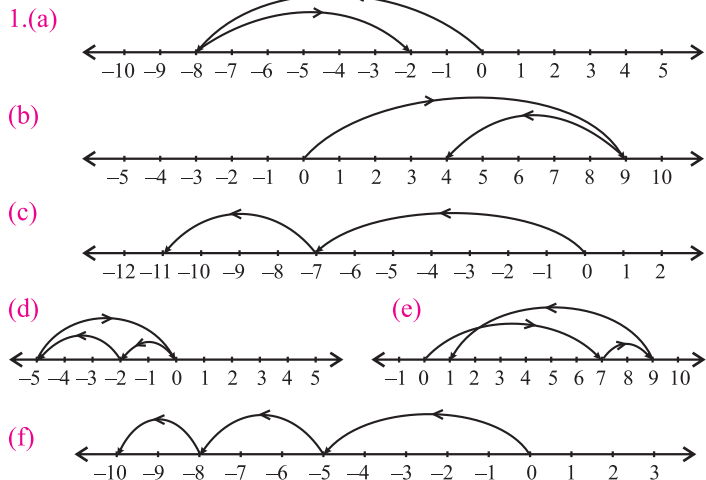 1.(a)
–10 –9 –8 –7 –6 –5 –4 –3 –2 –1 0 1 2 3 4 5
(b)
–5 –4 –3 –2 –1 0 1 2 3 4 5 6 7 8 9 10
(c)
–12 –11 –10 –9 –8 –7 –6 –5 –4 –3 –2 –1 0 1 2
(d)
–5 –4 –3 –2 –1 0 1 2 3 4 5
(e)
–1 0 1 2 3 4 5 6 7 8 9 10
(f)
–10 –9 –8 –7 –6 –5 –4 –3 –2 –1 0 1 2 3